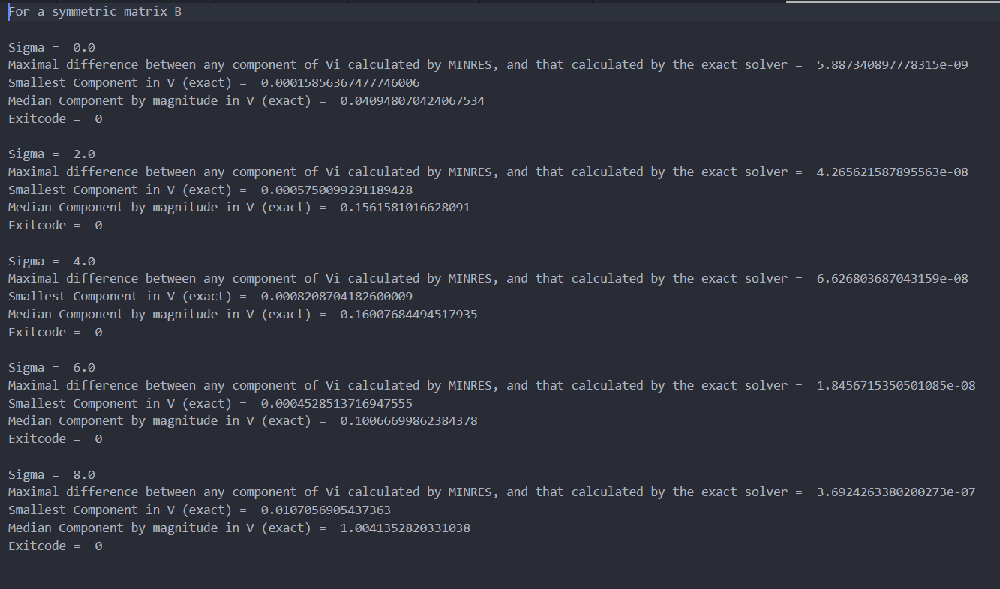 For a symmetric matrix B
Sigma =  0.0
Maximal difference between any component of Vi calculated by MINRES, and that calculated by the exact solver =  5.887340897778315e-09
Smallest Component in V (exact) =  0.00015856367477746006
Median Component by magnitude in V (exact) =  0.040948070424067534
Exitcode =  0
Sigma =  2.0
Maximal difference between any component of Vi calculated by MINRES, and that calculated by the exact solver =  4.265621587895563e-08
Smallest Component in V (exact) =  0.0005750099291189428
Median Component by magnitude in V (exact) =  0.1561581016628091
Exitcode =  0
Sigma =  4.0
Maximal difference between any component of Vi calculated by MINRES, and that calculated by the exact solver =  6.626803687043159e-08
Smallest Component in V (exact) =  0.0008208704182600009
Median Component by magnitude in V (exact) =  0.16007684494517935
Exitcode =  0
Sigma =  6.0
Maximal difference between any component of Vi calculated by MINRES, and that calculated by the exact solver =  1.8456715350501085e-08
Smallest Component in V (exact) =  0.0004528513716947555
Median Component by magnitude in V (exact) =  0.10066699862384378
Exitcode =  0
Sigma =  8.0
Maximal difference between any component of Vi calculated by MINRES, and that calculated by the exact solver =  3.6924263380200273e-07
Smallest Component in V (exact) =  0.0107056905437363
Median Component by magnitude in V (exact) =  1.0041352820331038
Exitcode =  0